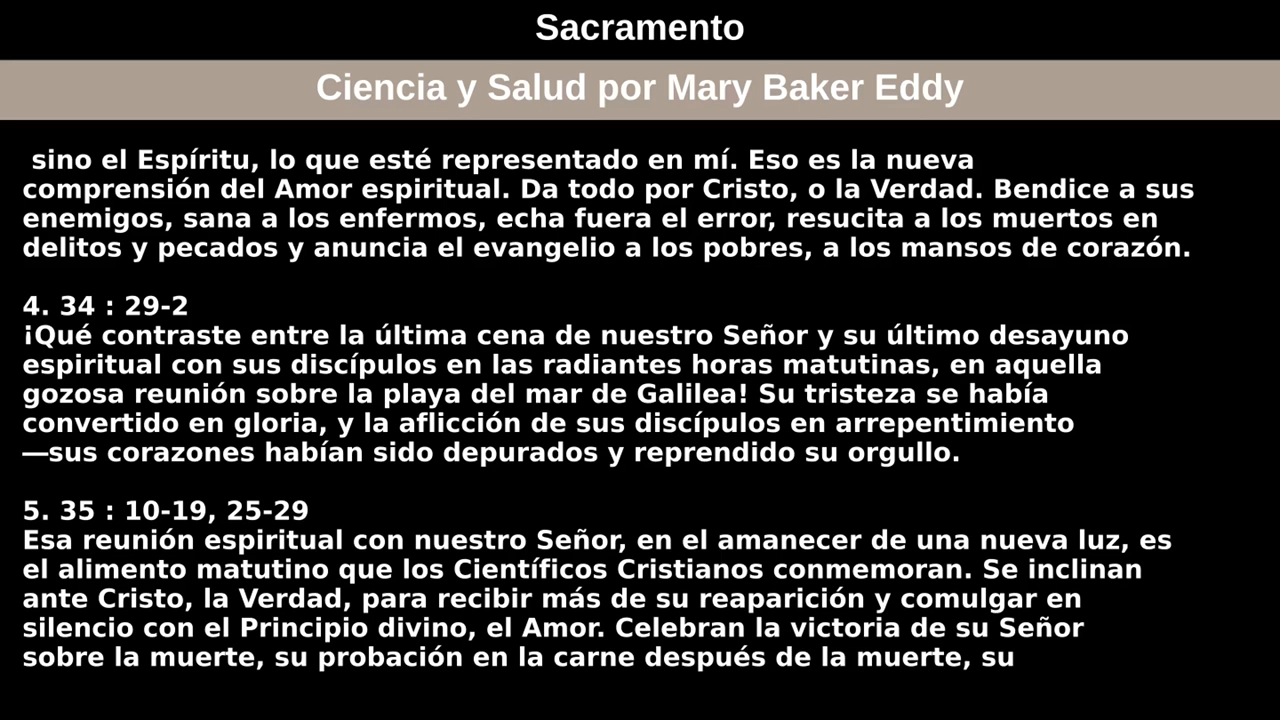 Sacramento
Ciencia y Salud por Mary Baker Eddy
sino el Espíritu, lo que esté representado en mí. Eso es la nueva
comprensión del Amor espiritual. Da todo por Cristo, o la Verdad. Bendice a sus
enemigos, sana a los enfermos, echa fuera el error, resucita a los muertos en
delitos y pecados y anuncia el evangelio a los pobres, a los mansos de corazón.
4. 34 : 29-2
¡Qué contraste entre la última cena de nuestro Señor y su último desayuno
espiritual con sus discípulos en las radiantes horas matutinas, en aquella
gozosa reunión sobre la playa del mar de Galilea! Su tristeza se había
convertido en gloria, y la aflicción de sus discípulos en arrepentimiento
—sus corazones habían sido depurados y reprendido su orgullo.
5. 35 : 10-19, 25-29
Esa reunión espiritual con nuestro Señor, en el amanecer de una nueva luz, es
el alimento matutino que los Científicos Cristianos conmemoran. Se inclinan
ante Cristo, la Verdad, para recibir más de su reaparición y comulgar en
silencio con el Principio divino, el Amor. Celebran la victoria de su Señor
sobre la muerte, su probación en la carne después de la muerte, su